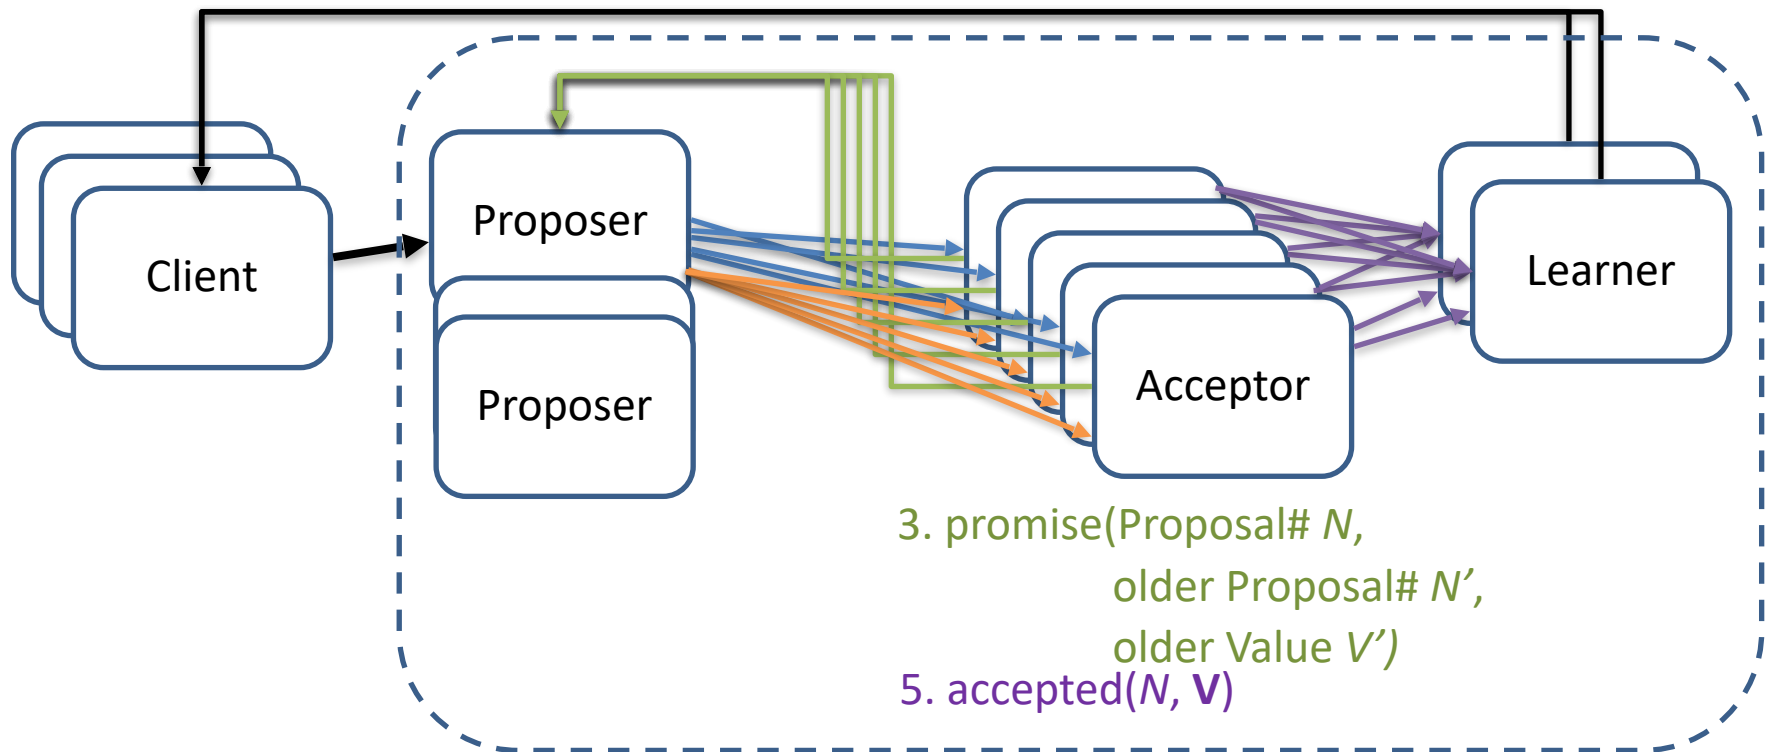 Client
Proposer
Proposer
Acceptor
Learner
3. promise(Proposal# N,
older Proposal# N’,
older Value V’)
5. accepted(N, V)